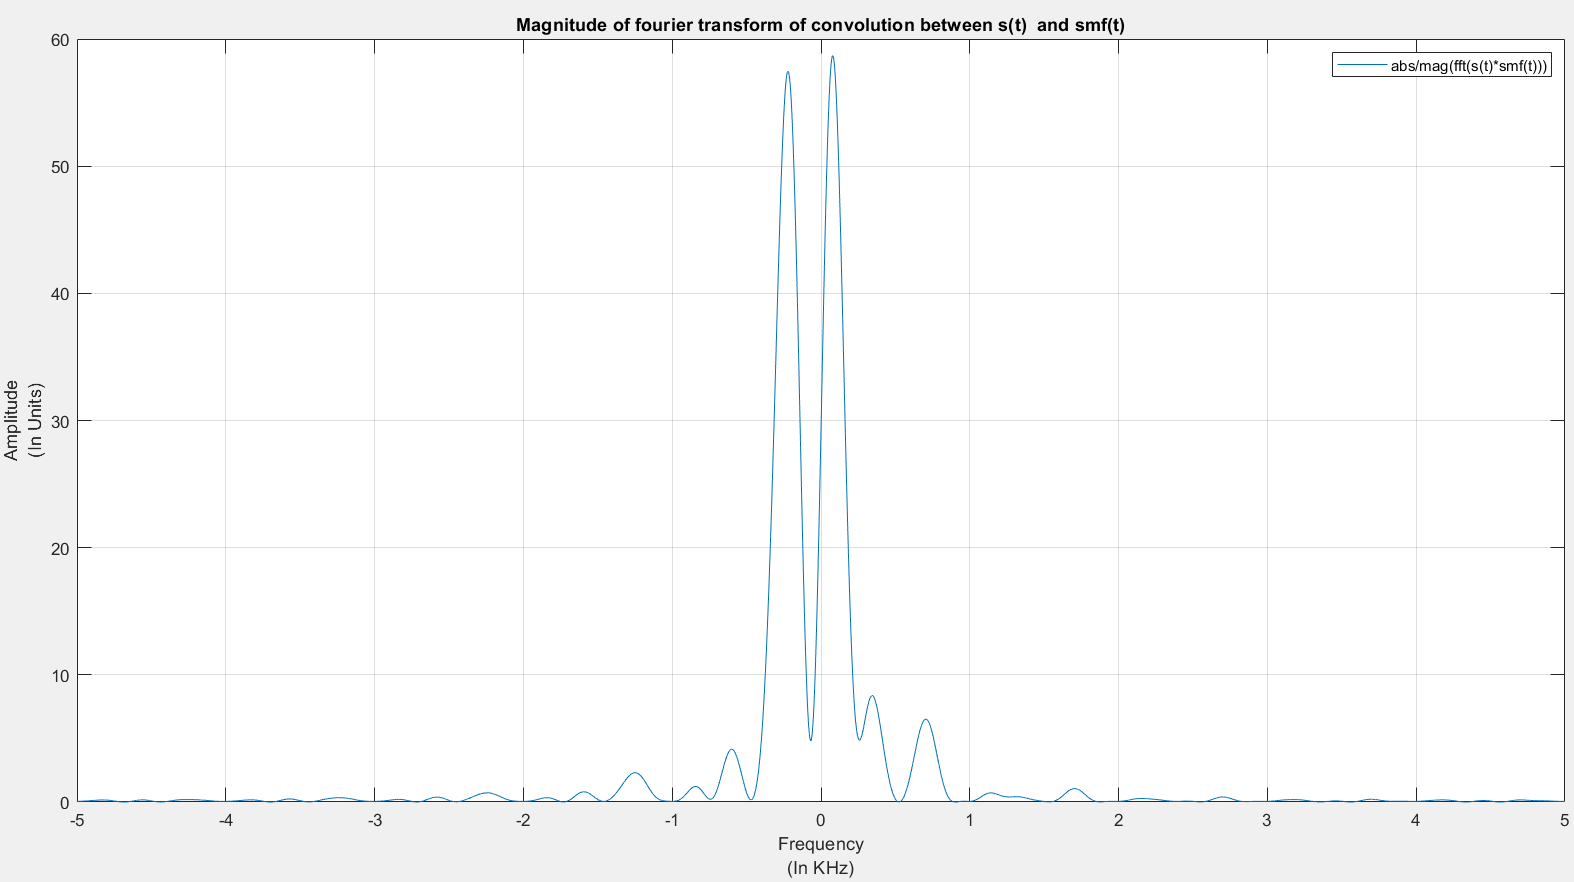 Magnitude of fourier transform of convolution between s(t)  and smf(t)
abs/mag(fft(s(t)*smf(t)))
60
50
40
30
20
10
0
Amplitude
(In Units)
-5 -4 -3 -2 -1 0 1 2 3 4 5
Frequency
(In KHz)